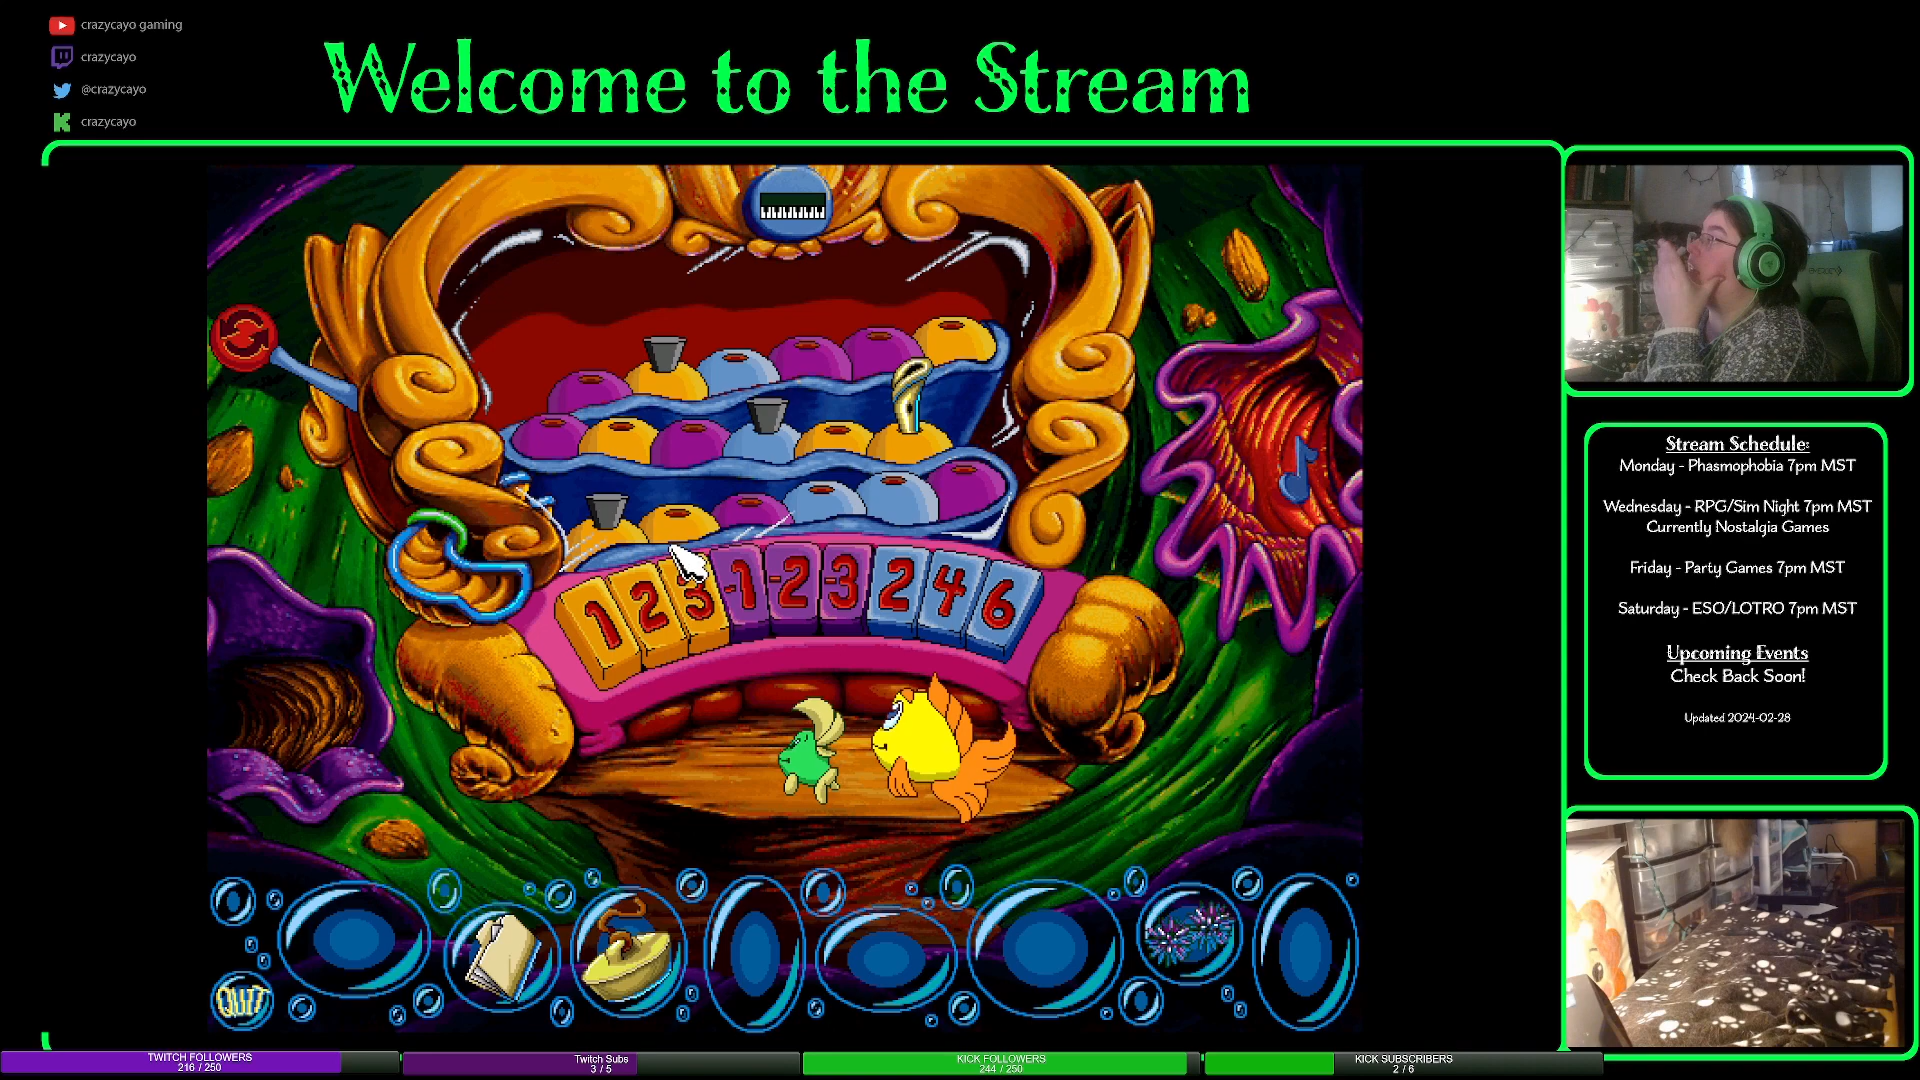 crazycayo gaming
crazycayo
@crazycayo
crazycayo
Welcome to the Stream
1 2 3 -1 -2 -3 2 4 6
QUIT
Stream Schedule:
Monday - Phasmophobia 7pm MST
Wednesday - RPG/Sim Night 7pm MST
Currently Nostalgia Games
Friday - Party Games 7pm MST
Saturday - ESO/LOTRO 7pm MST
Upcoming Events
Check Back Soon!
Updated 2024-02-28
TWITCH FOLLOWERS
216 / 250
Twitch Subs
3 / 5
KICK FOLLOWERS
244 / 250
KICK SUBSCRIBERS
2 / 6